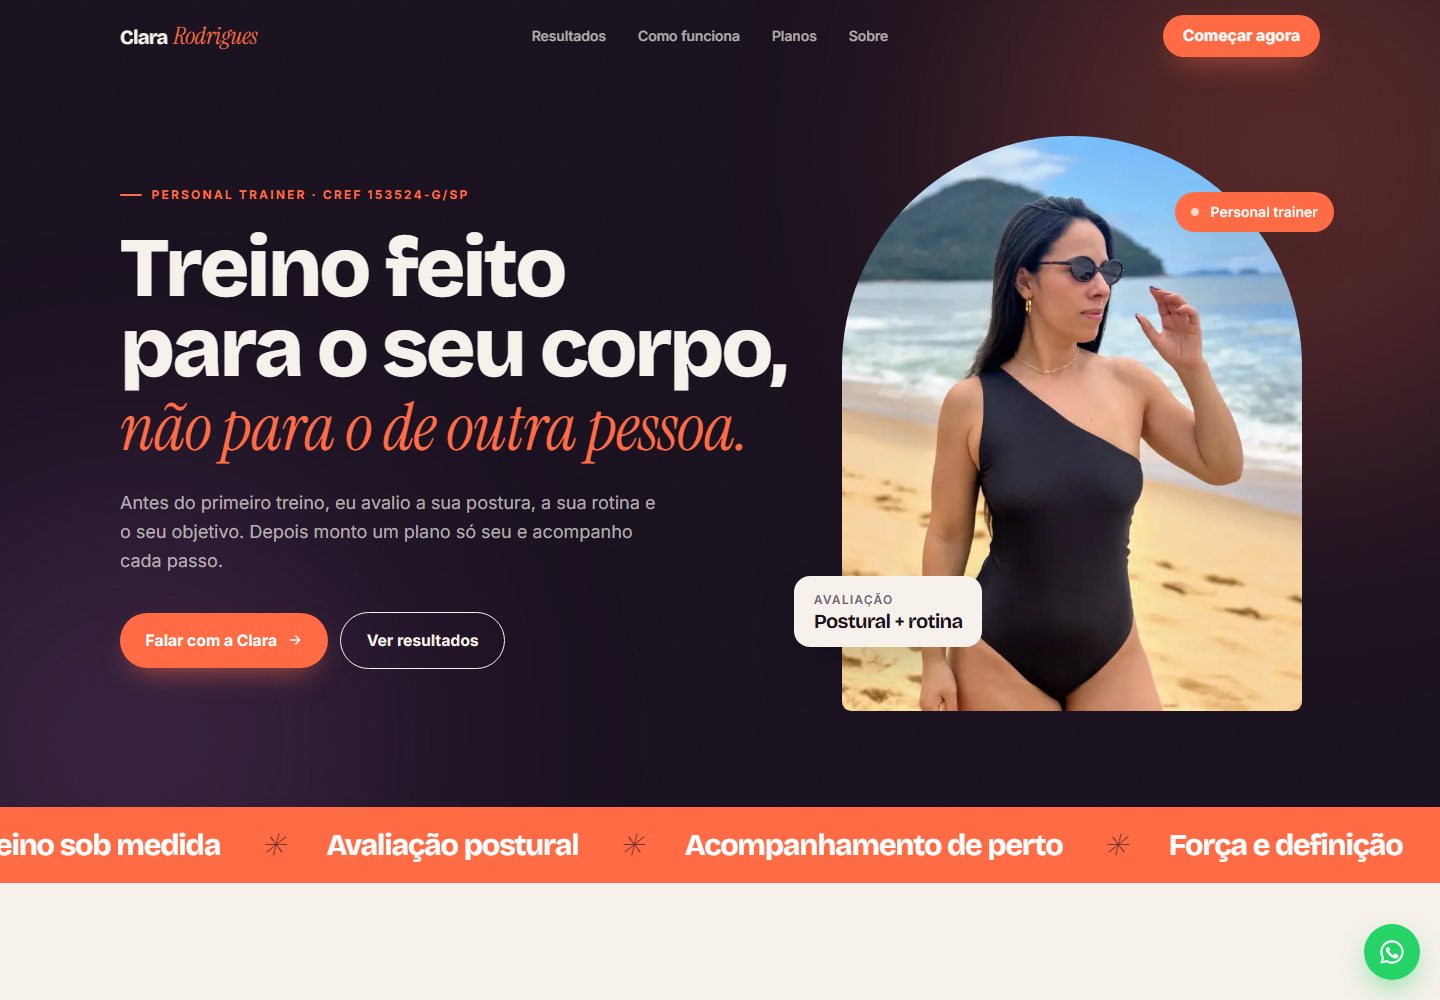 Clara Rodrigues
Resultados
Como funciona
Planos
Sobre
Começar agora
PERSONAL TRAINER · CREF 153524-G/SP
Treino feito
para o seu corpo,
não para o de outra pessoa.
Antes do primeiro treino, eu avalio a sua postura, a sua rotina e
o seu objetivo. Depois monto um plano só seu e acompanho
cada passo.
Falar com a Clara →
Ver resultados
Personal trainer
AVALIAÇÃO
Postural + rotina
eino sob medida ✳ Avaliação postural ✳ Acompanhamento de perto ✳ Força e definição